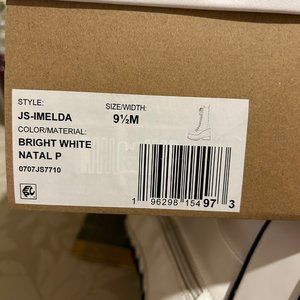 STYLE: SIZE/WIDTH:
JS-IMELDA 9½M
COLOR/MATERIAL:
BRIGHT WHITE
NATAL P
0707JS7710
1 96298 15497 3